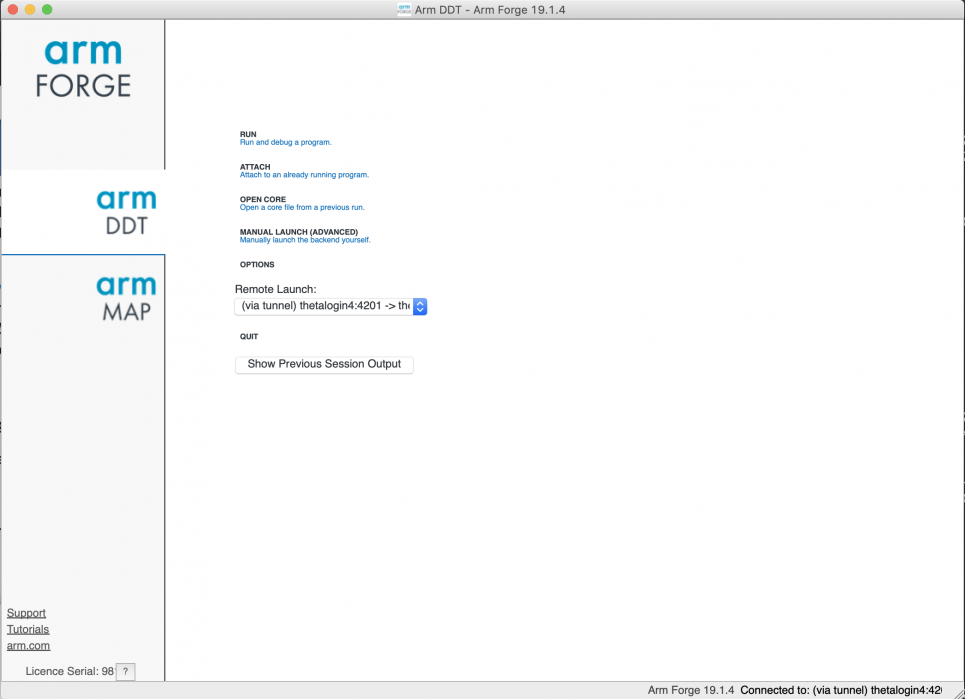 Arm DDT - Arm Forge 19.1.4
arm
FORGE
arm
DDT
arm
MAP
RUN
Run and debug a program.
ATTACH
Attach to an already running program.
OPEN CORE
Open a core file from a previous run.
MANUAL LAUNCH (ADVANCED)
Manually launch the backend yourself.
OPTIONS
Remote Launch:
(via tunnel) thetalogin4:4201 ->
QUIT
Show Previous Session Output
Support
Tutorials
arm.com
Licence Serial: 98
?
Arm Forge 19.1.4 Connected to: (via tunnel) thetalogin4:42